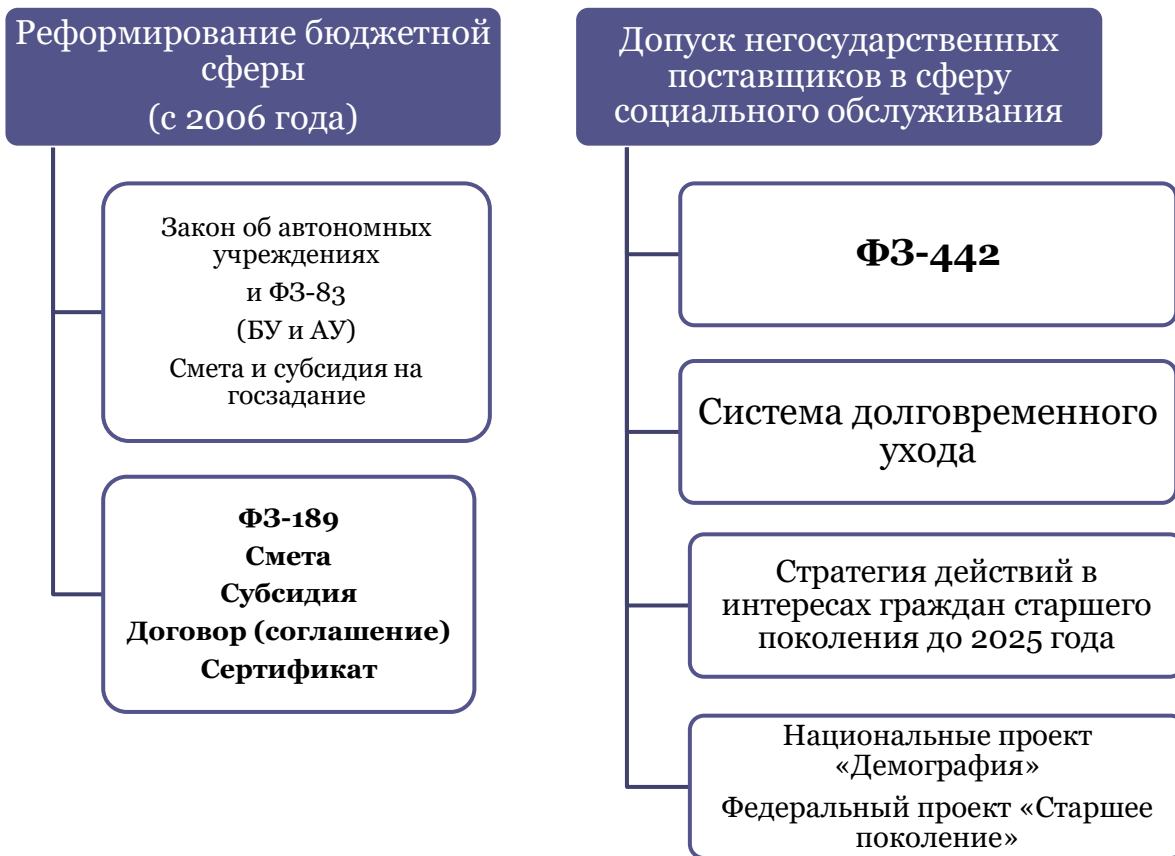 Реформирование бюджетной
сферы
(с 2006 года)
Закон об автономных
учреждениях
и ФЗ-83
(БУ и АУ)
Смета и субсидия на
госзадание
ФЗ-189
Смета
Субсидия
Договор (соглашение)
Сертификат
Допуск негосударственных
поставщиков в сферу
социального обслуживания
ФЗ-442
Система долговременного
ухода
Стратегия действий в
интересах граждан старшего
поколения до 2025 года
Национальные проект
«Демография»
Федеральный проект «Старшее
поколение»